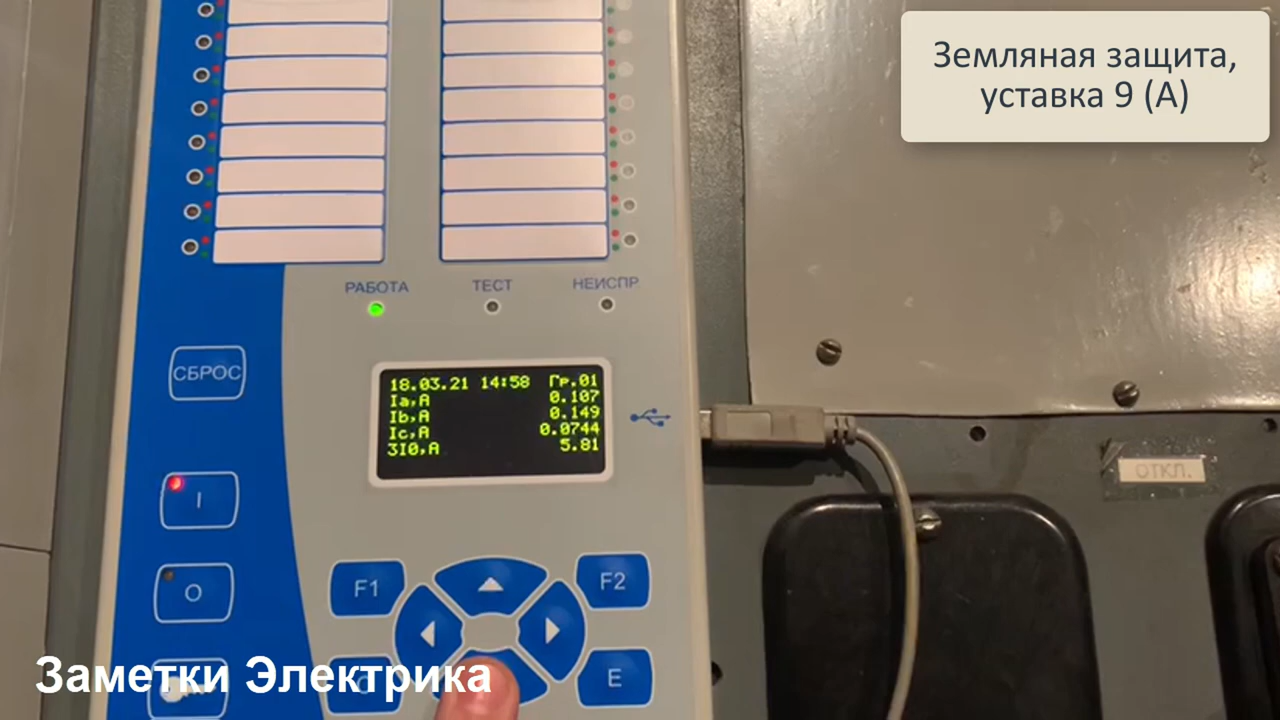 Земляная защита,
уставка 9 (А)
РАБОТА
ТЕСТ
НЕИСПР.
СБРОС
18.03.21 14:58 Гр.01
Ia,A 0.107
Ib,A 0.149
Ic,A 0.0744
3I0,A 5.81
ОТКЛ.
I
O
F1
F2
E
Заметки Электрика